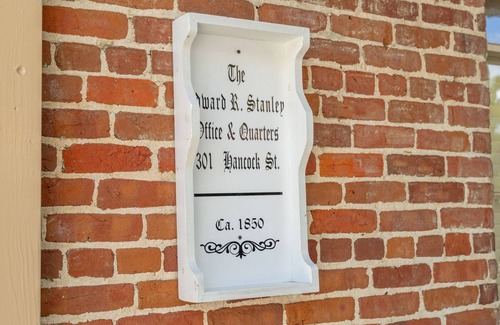 The
dward R. Stanley
Office & Quarters
301 Hancock St.
Ca. 1850